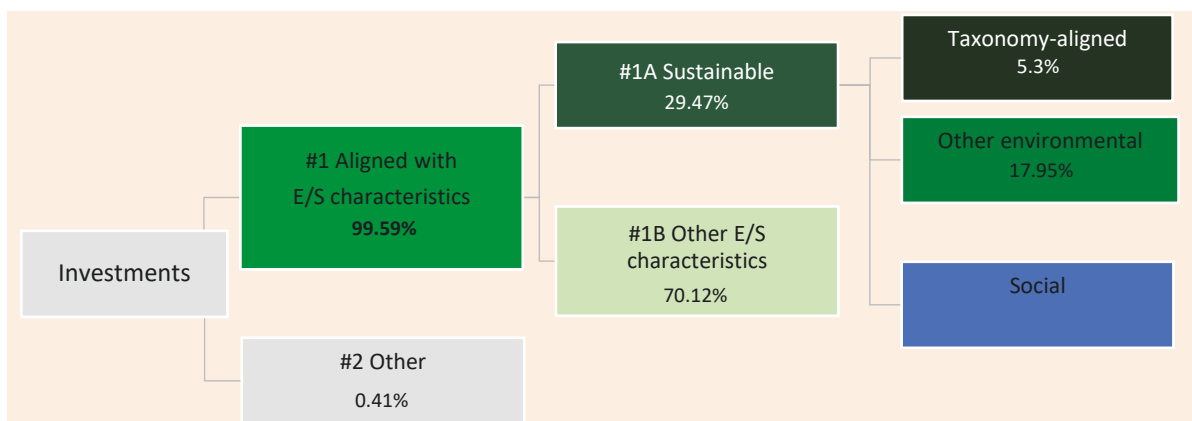 Investments
#1 Aligned with
E/S characteristics
99.59%
#2 Other
0.41%
#1A Sustainable
29.47%
#1B Other E/S
characteristics
70.12%
Taxonomy-aligned
5.3%
Other environmental
17.95%
Social